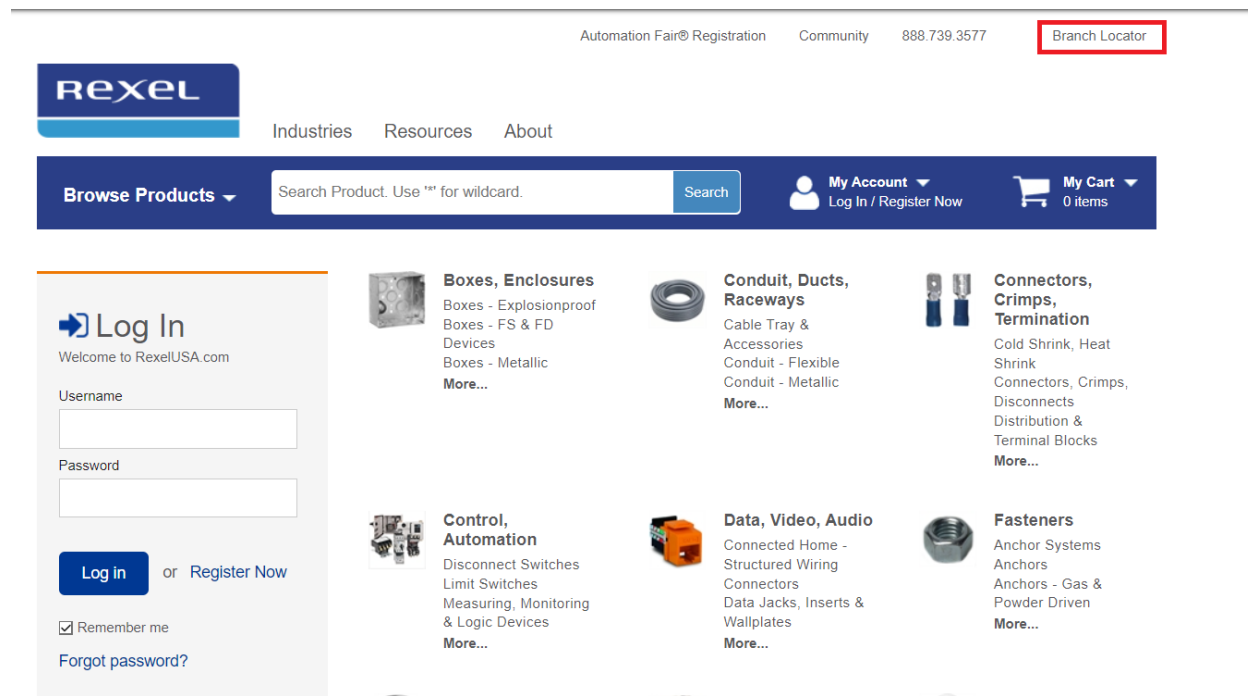 Automation Fair® Registration Community 888.739.3577 Branch Locator
Rexel
Industries Resources About
Browse Products Search Product. Use '*' for wildcard. Search My Account My Cart
Log In / Register Now 0 items
Log In
Welcome to RexelUSA.com
Username
Password
Log in or Register Now
Remember me
Forgot password?
Boxes, Enclosures
Boxes - Explosionproof
Boxes - FS & FD
Devices
Boxes - Metallic
More...
Conduit, Ducts,
Raceways
Cable Tray &
Accessories
Conduit - Flexible
Conduit - Metallic
More...
Connectors,
Crimps,
Termination
Cold Shrink, Heat
Shrink
Connectors, Crimps,
Disconnects
Distribution &
Terminal Blocks
More...
Control,
Automation
Disconnect Switches
Limit Switches
Measuring, Monitoring
& Logic Devices
More...
Data, Video, Audio
Connected Home -
Structured Wiring
Connectors
Data Jacks, Inserts &
Wallplates
More...
Fasteners
Anchor Systems
Anchors
Anchors - Gas &
Powder Driven
More...